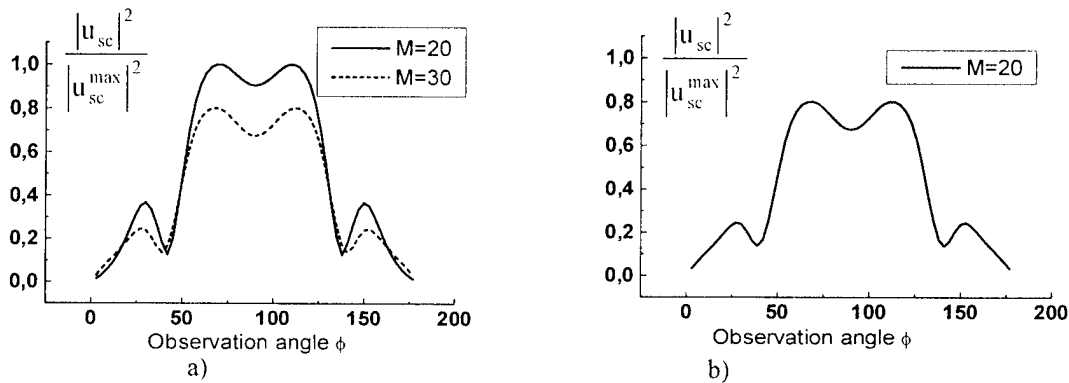 |u_sc|^2
|u_sc^max|^2
1,0
0,8
0,6
0,4
0,2
0,0
M=20
M=30
0 50 100 150 200
Observation angle ϕ
a)
|u_sc|^2
|u_sc^max|^2
1,0
0,8
0,6
0,4
0,2
0,0
M=20
0 50 100 150 200
Observation angle ϕ
b)